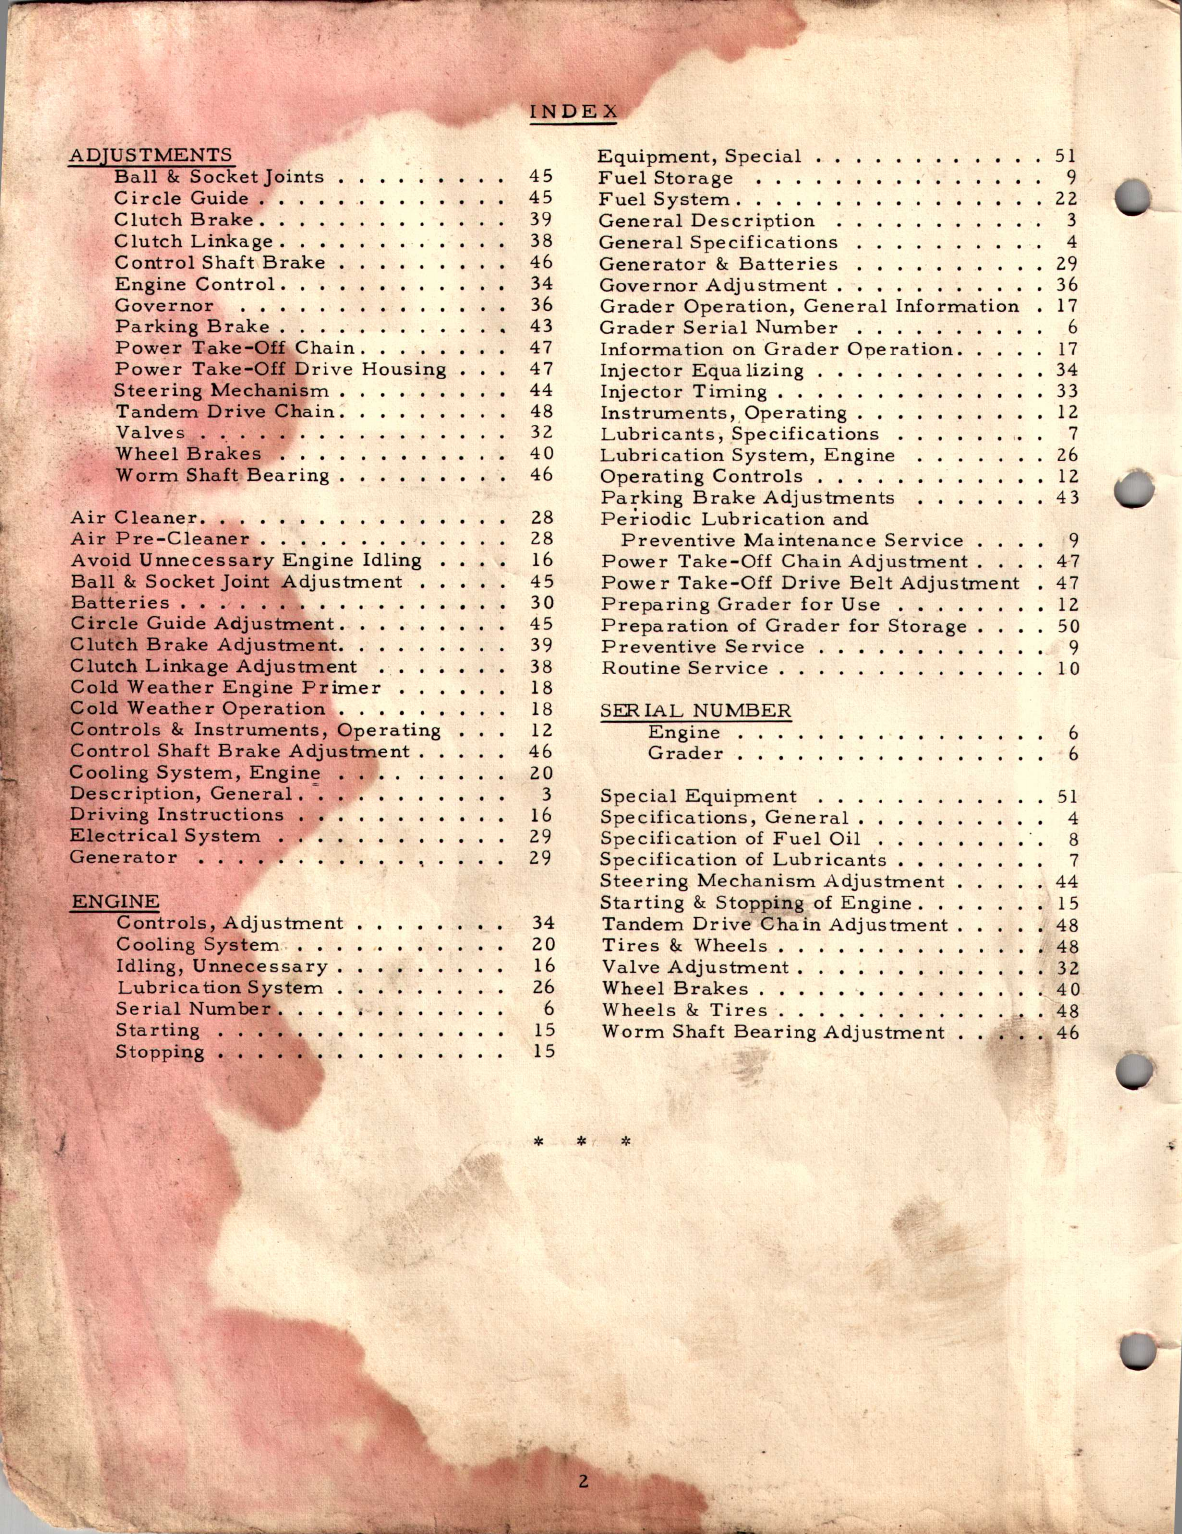 INDEX
ADJUSTMENTS
Ball & Socket Joints . . . . . . . . . 45
Circle Guide . . . . . . . . . . . . . 45
Clutch Brake . . . . . . . . . . . . . 39
Clutch Linkage . . . . . . . . . . . . 38
Control Shaft Brake . . . . . . . . . 46
Engine Control . . . . . . . . . . . . 34
Governor . . . . . . . . . . . . . . 36
Parking Brake . . . . . . . . . . . . 43
Power Take-Off Chain . . . . . . . . 47
Power Take-Off Drive Housing . . . 47
Steering Mechanism . . . . . . . . . 44
Tandem Drive Chain . . . . . . . . . 48
Valves . . . . . . . . . . . . . . . . 32
Wheel Brakes . . . . . . . . . . . . 40
Worm Shaft Bearing . . . . . . . . . 46
Air Cleaner . . . . . . . . . . . . . . . . 28
Air Pre-Cleaner . . . . . . . . . . . . . 28
Avoid Unnecessary Engine Idling . . . . 16
Ball & Socket Joint Adjustment . . . . . 45
Batteries . . . . . . . . . . . . . . . . . 30
Circle Guide Adjustment . . . . . . . . . 45
Clutch Brake Adjustment . . . . . . . . . 39
Clutch Linkage Adjustment . . . . . . . 38
Cold Weather Engine Primer . . . . . . 18
Cold Weather Operation . . . . . . . . . 18
Controls & Instruments, Operating . . . 12
Control Shaft Brake Adjustment . . . . . 46
Cooling System, Engine . . . . . . . . . 20
Description, General . . . . . . . . . . . 3
Driving Instructions . . . . . . . . . . . 16
Electrical System . . . . . . . . . . . . 29
Generator . . . . . . . . . . . . . . . . 29
ENGINE
Controls, Adjustment . . . . . . . . 34
Cooling System . . . . . . . . . . . 20
Idling, Unnecessary . . . . . . . . . 16
Lubrication System . . . . . . . . . 26
Serial Number . . . . . . . . . . . . 6
Starting . . . . . . . . . . . . . . . 15
Stopping . . . . . . . . . . . . . . . 15
Equipment, Special . . . . . . . . . . . . 51
Fuel Storage . . . . . . . . . . . . . . . 9
Fuel System . . . . . . . . . . . . . . . . 22
General Description . . . . . . . . . . . 3
General Specifications . . . . . . . . . . 4
Generator & Batteries . . . . . . . . . . 29
Governor Adjustment . . . . . . . . . . . 36
Grader Operation, General Information . 17
Grader Serial Number . . . . . . . . . . 6
Information on Grader Operation . . . . . 17
Injector Equalizing . . . . . . . . . . . . 34
Injector Timing . . . . . . . . . . . . . . 33
Instruments, Operating . . . . . . . . . . 12
Lubricants, Specifications . . . . . . . . 7
Lubrication System, Engine . . . . . . . 26
Operating Controls . . . . . . . . . . . . 12
Parking Brake Adjustments . . . . . . . 43
Periodic Lubrication and
Preventive Maintenance Service . . . . 9
Power Take-Off Chain Adjustment . . . . 47
Power Take-Off Drive Belt Adjustment . 47
Preparing Grader for Use . . . . . . . . 12
Preparation of Grader for Storage . . . . 50
Preventive Service . . . . . . . . . . . . 9
Routine Service . . . . . . . . . . . . . . 10
SERIAL NUMBER
Engine . . . . . . . . . . . . . . . . 6
Grader . . . . . . . . . . . . . . . . 6
Special Equipment . . . . . . . . . . . . 51
Specifications, General . . . . . . . . . . 4
Specification of Fuel Oil . . . . . . . . . 8
Specification of Lubricants . . . . . . . . 7
Steering Mechanism Adjustment . . . . . 44
Starting & Stopping of Engine . . . . . . . 15
Tandem Drive Chain Adjustment . . . . . 48
Tires & Wheels . . . . . . . . . . . . . . 48
Valve Adjustment . . . . . . . . . . . . . 32
Wheel Brakes . . . . . . . . . . . . . . . 40
Wheels & Tires . . . . . . . . . . . . . . 48
Worm Shaft Bearing Adjustment . . . . . 46
* * *
2